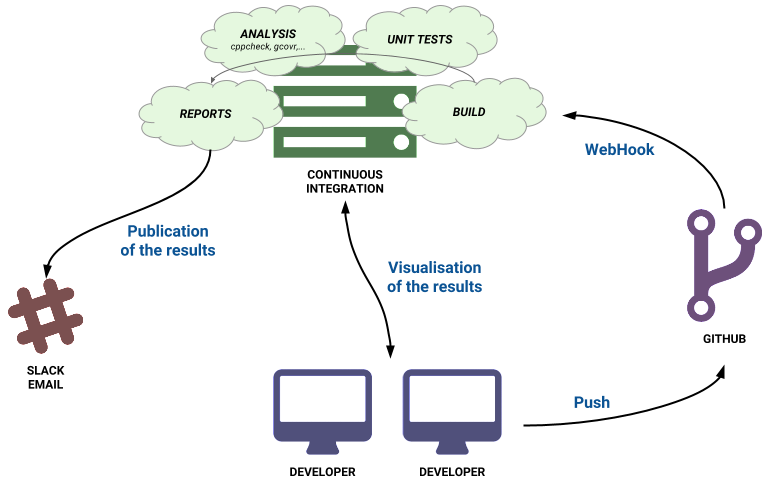 ANALYSIS
cppcheck, gcovr,...
UNIT TESTS
REPORTS
BUILD
CONTINUOUS
INTEGRATION
WebHook
Publication
of the results
Visualisation
of the results
GITHUB
SLACK
EMAIL
Push
DEVELOPER
DEVELOPER